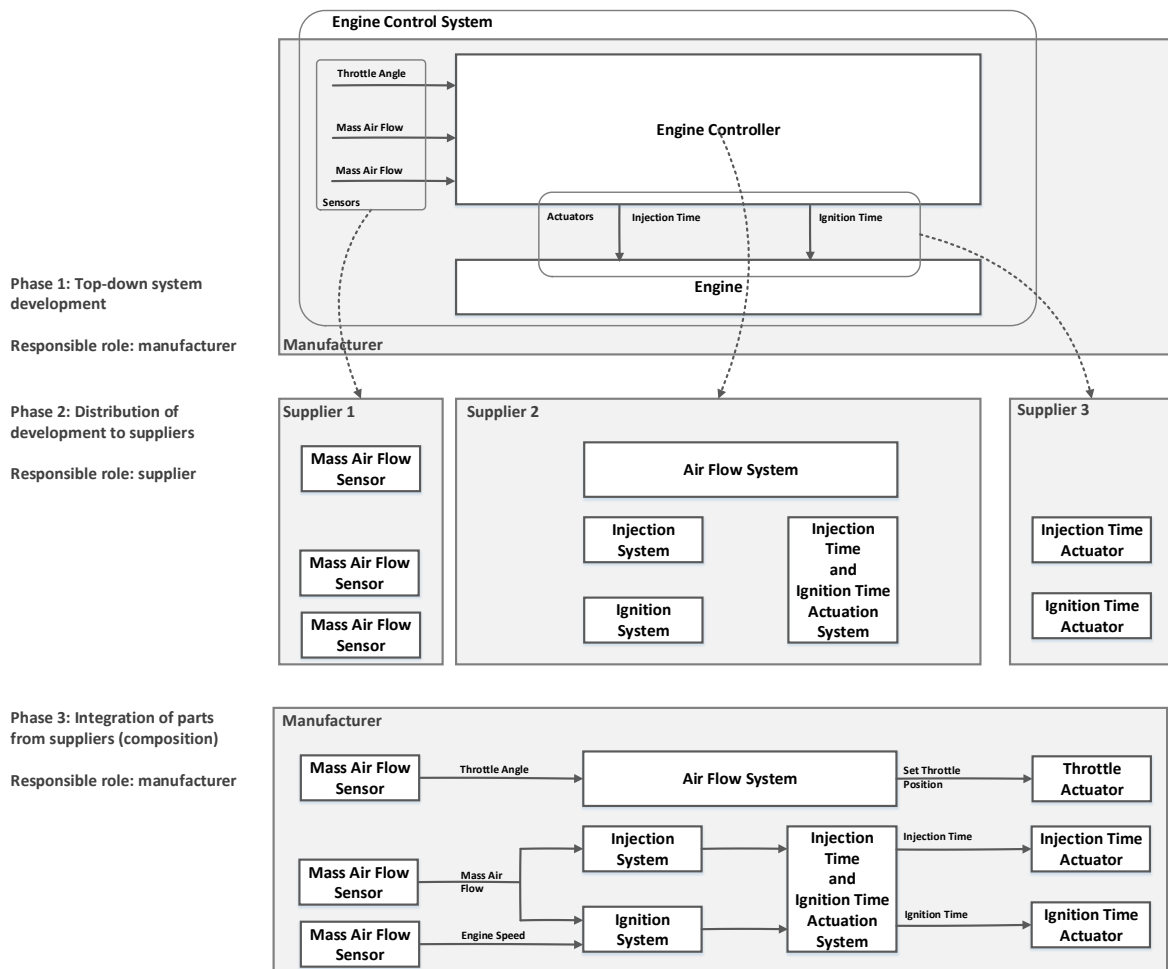 Engine Control System
Throttle Angle
Mass Air Flow
Mass Air Flow
Sensors
Engine Controller
Actuators
Injection Time
Ignition Time
Engine
Manufacturer
Phase 1: Top-down system
development
Responsible role: manufacturer
Phase 2: Distribution of
development to suppliers
Responsible role: supplier
Supplier 1
Mass Air Flow
Sensor
Mass Air Flow
Sensor
Mass Air Flow
Sensor
Supplier 2
Air Flow System
Injection
System
Ignition
System
Injection
Time
and
Ignition Time
Actuation
System
Supplier 3
Injection Time
Actuator
Ignition Time
Actuator
Phase 3: Integration of parts
from suppliers (composition)
Responsible role: manufacturer
Manufacturer
Mass Air Flow
Sensor
Throttle Angle
Air Flow System
Set Throttle
Position
Throttle
Actuator
Mass Air Flow
Sensor
Mass Air
Flow
Injection
System
Injection
Time
and
Ignition Time
Actuation
System
Injection Time
Injection Time
Actuator
Mass Air Flow
Sensor
Engine Speed
Ignition
System
Ignition Time
Ignition Time
Actuator